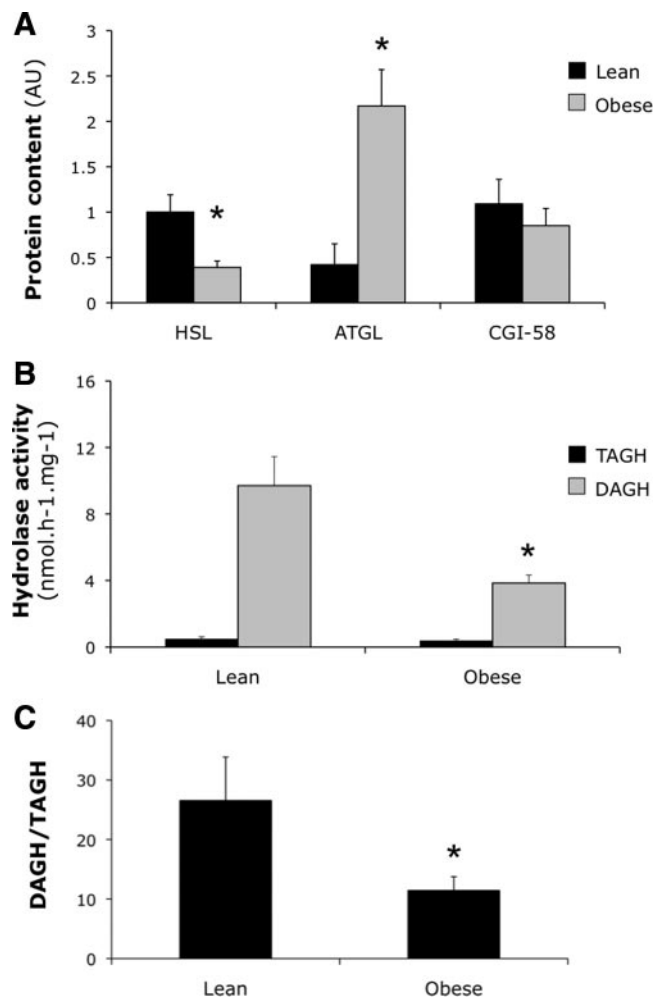 A
Protein content (AU)
3
2.5
2
1.5
1
0.5
0
*
*
Lean
Obese
HSL ATGL CGI-58
B
Hydrolase activity
(nmol.h-1.mg-1)
16
12
8
4
0
*
TAGH
DAGH
Lean Obese
C
DAGH/TAGH
40
30
20
10
0
*
Lean Obese